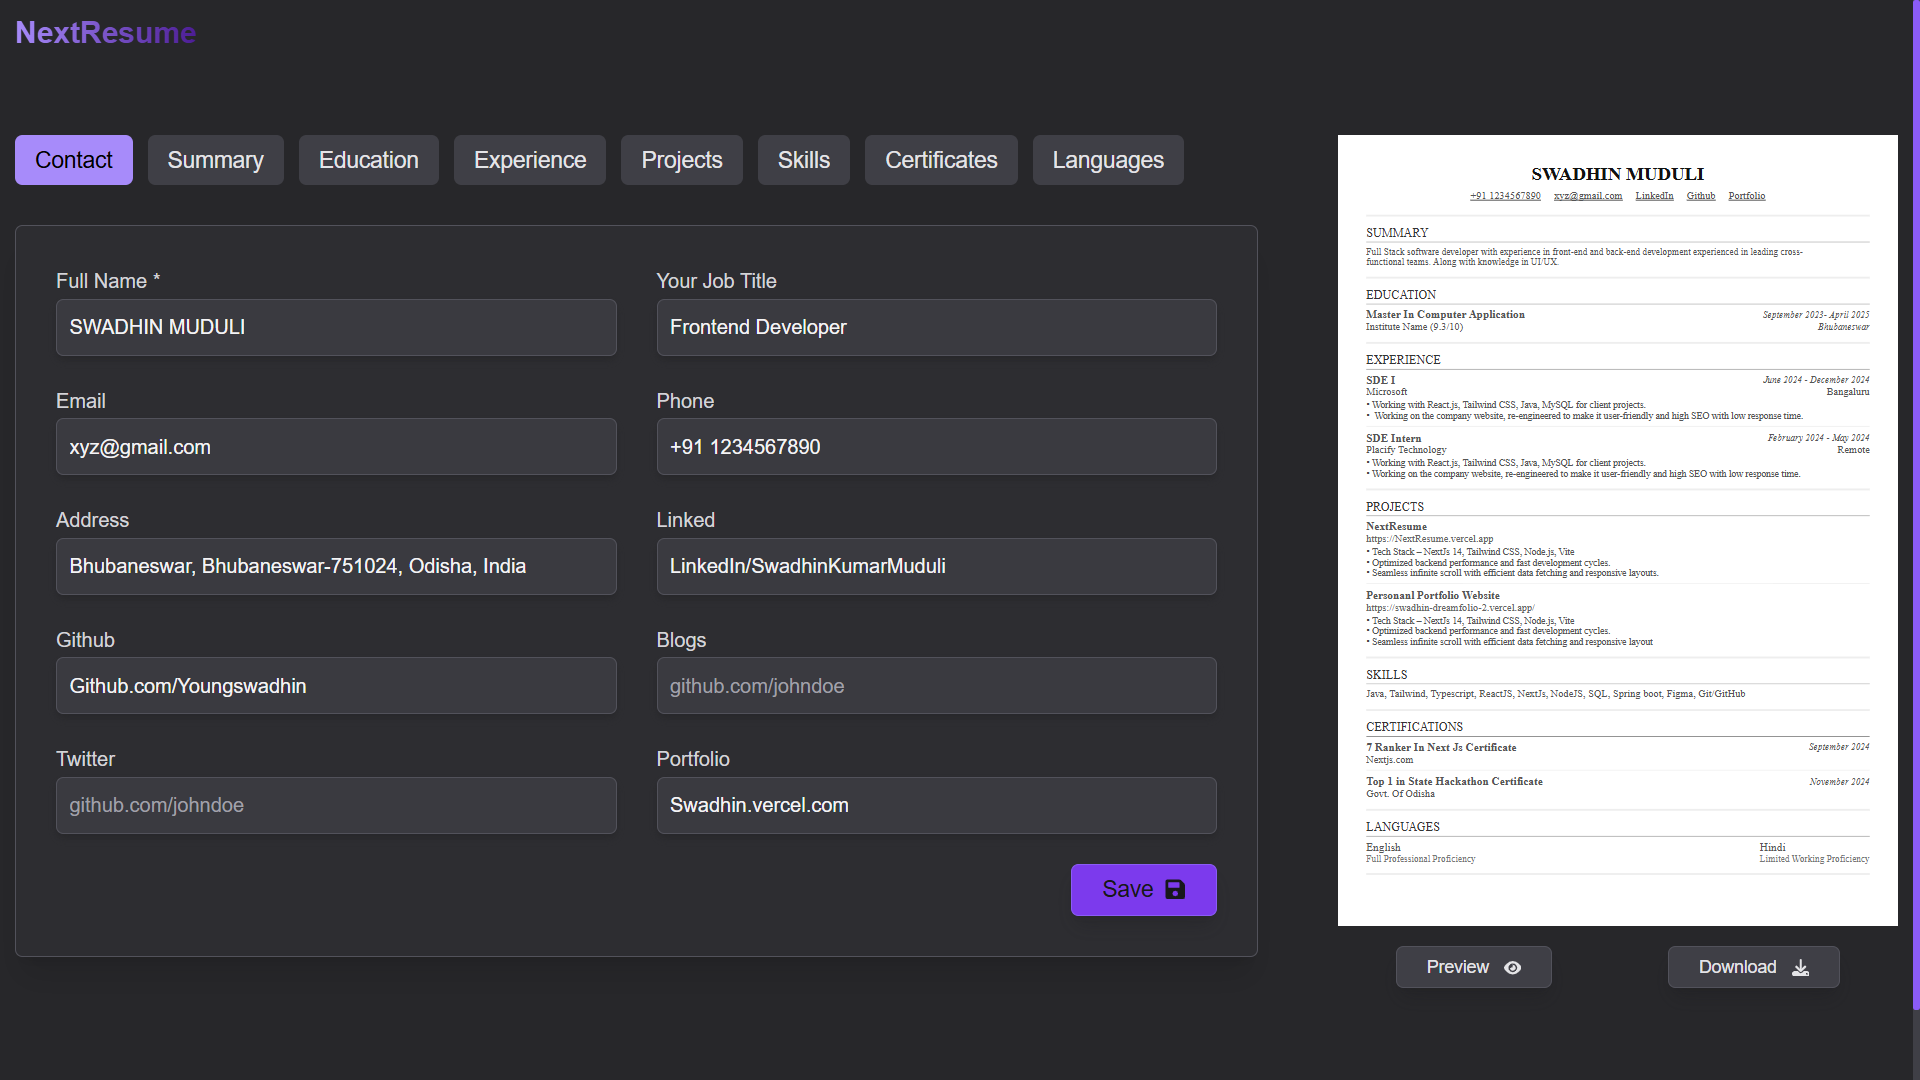 NextResume
Contact
Summary
Education
Experience
Projects
Skills
Certificates
Languages
Full Name *
SWADHIN MUDULI
Your Job Title
Frontend Developer
Email
xyz@gmail.com
Phone
+91 1234567890
Address
Bhubaneswar, Bhubaneswar-751024, Odisha, India
Linked
LinkedIn/SwadhinKumarMuduli
Github
Github.com/Youngswadhin
Blogs
github.com/johndoe
Twitter
github.com/johndoe
Portfolio
Swadhin.vercel.com
Save
SWADHIN MUDULI
+91 1234567890 xyz@gmail.com LinkedIn Github Portfolio
SUMMARY
Full Stack software developer with experience in front-end and back-end development experienced in leading cross-
functional teams. Along with knowledge in UI/UX.
EDUCATION
Master In Computer Application September 2023- April 2025
Institute Name (9.3/10) Bhubaneswar
EXPERIENCE
SDE I June 2024 - December 2024
Microsoft Bangaluru
• Working with React.js, Tailwind CSS, Java, MySQL for client projects.
• Working on the company website, re-engineered to make it user-friendly and high SEO with low response time.
SDE Intern February 2024 - May 2024
Placify Technology Remote
• Working with React.js, Tailwind CSS, Java, MySQL for client projects.
• Working on the company website, re-engineered to make it user-friendly and high SEO with low response time.
PROJECTS
NextResume
https://NextResume.vercel.app
• Tech Stack – NextJs 14, Tailwind CSS, Node.js, Vite
• Optimized backend performance and fast development cycles.
• Seamless infinite scroll with efficient data fetching and responsive layouts.
Personanl Portfolio Website
https://swadhin-dreamfolio-2.vercel.app/
• Tech Stack – NextJs 14, Tailwind CSS, Node.js, Vite
• Optimized backend performance and fast development cycles.
• Seamless infinite scroll with efficient data fetching and responsive layout
SKILLS
Java, Tailwind, Typescript, ReactJS, NextJs, NodeJS, SQL, Spring boot, Figma, Git/GitHub
CERTIFICATIONS
7 Ranker In Next Js Certificate September 2024
Nextjs.com
Top 1 in State Hackathon Certificate November 2024
Govt. Of Odisha
LANGUAGES
English Hindi
Full Professional Proficiency Limited Working Proficiency
Preview
Download